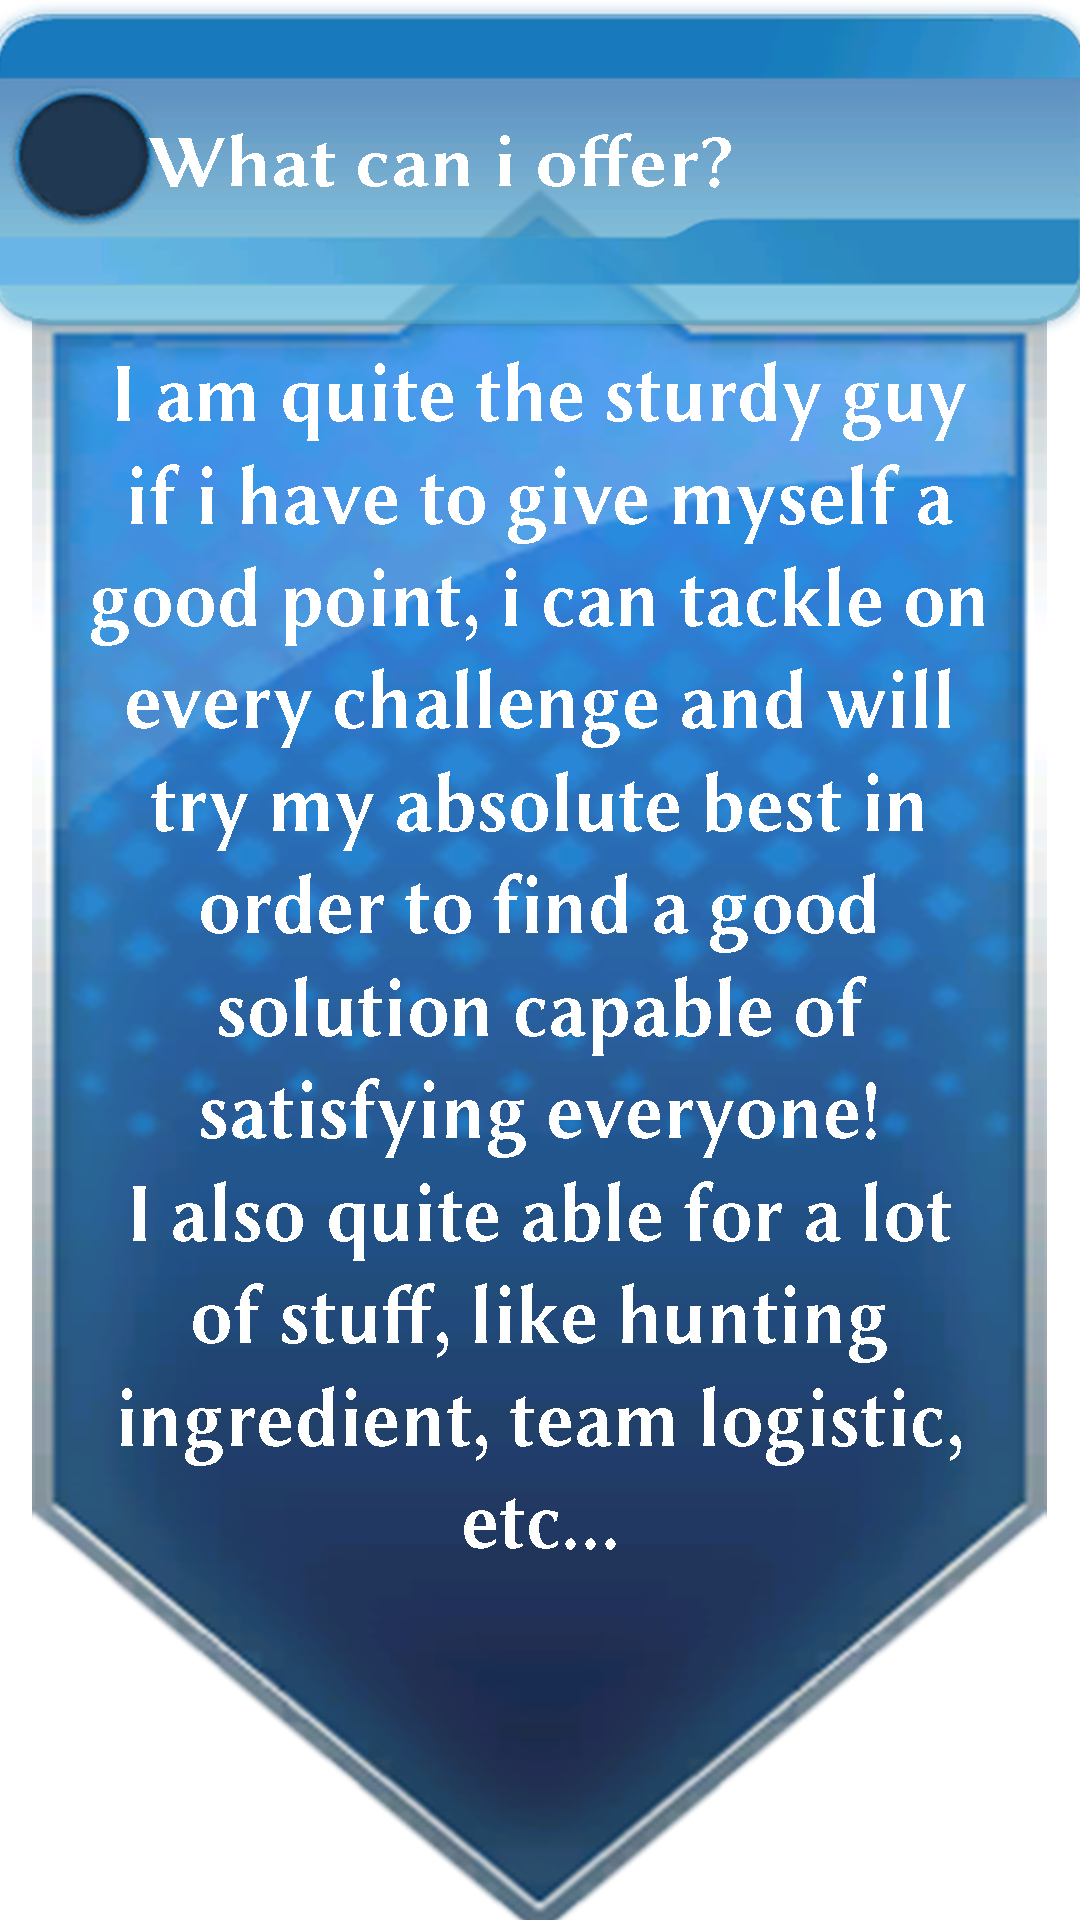 What can i offer?
I am quite the sturdy guy
if i have to give myself a
good point, i can tackle on
every challenge and will
try my absolute best in
order to find a good
solution capable of
satisfying everyone!
I also quite able for a lot
of stuff, like hunting
ingredient, team logistic,
etc...